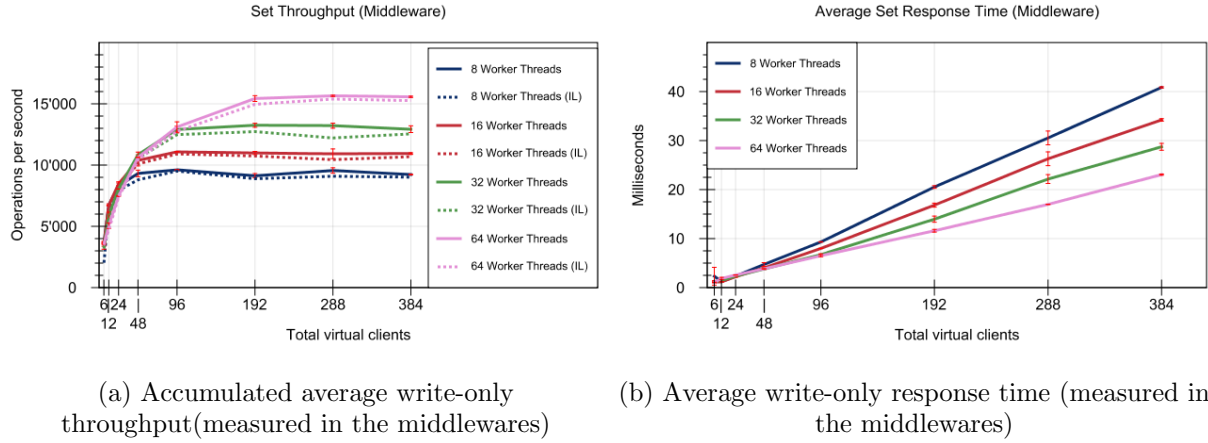 Set Throughput (Middleware)
Operations per second
15'000
10'000
5'000
0
6
12
24
48
96
192
288
384
Total virtual clients
8 Worker Threads
8 Worker Threads (IL)
16 Worker Threads
16 Worker Threads (IL)
32 Worker Threads
32 Worker Threads (IL)
64 Worker Threads
64 Worker Threads (IL)
(a) Accumulated average write-only
throughput(measured in the middlewares)
Average Set Response Time (Middleware)
Milliseconds
40
30
20
10
0
6
12
24
48
96
192
288
384
Total virtual clients
8 Worker Threads
16 Worker Threads
32 Worker Threads
64 Worker Threads
(b) Average write-only response time (measured in
the middlewares)